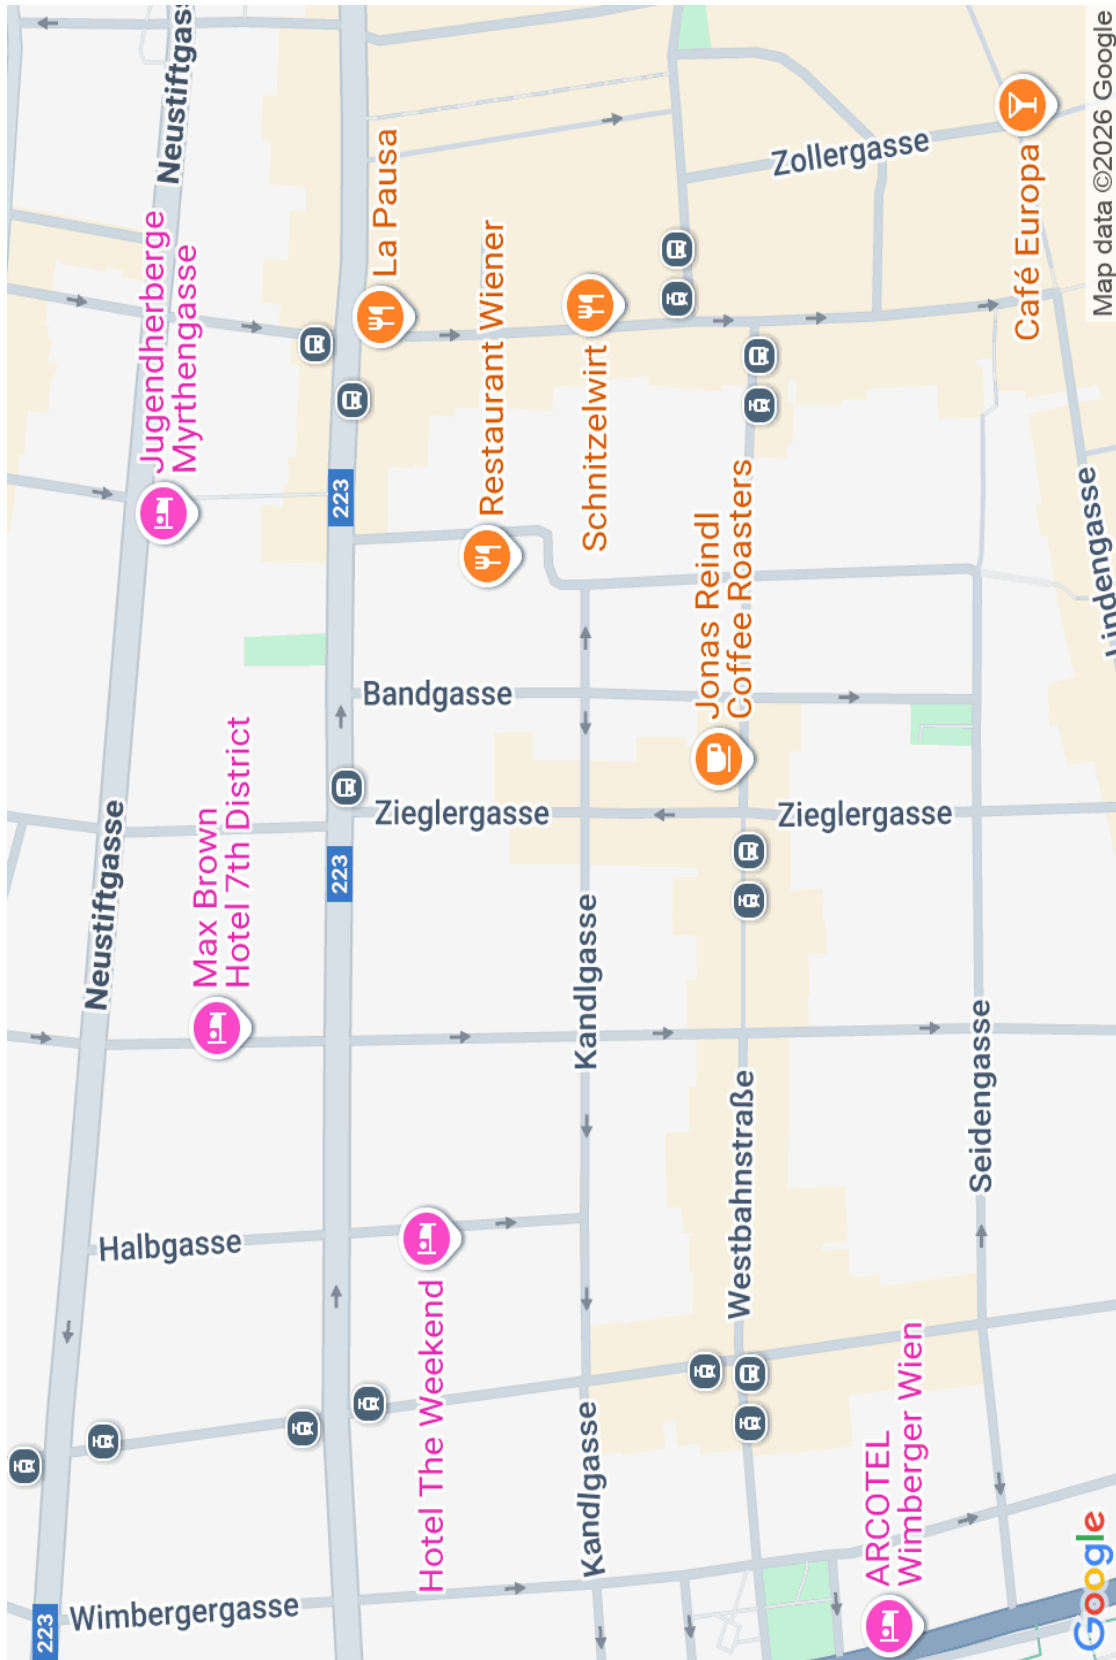 Neustiftgasse
Neustiftgass
Jugendherberge
Myrthengasse
Max Brown
Hotel 7th District
La Pausa
Restaurant Wiener
Schnitzelwirt
Jonas Reindl
Coffee Roasters
Café Europa
Hotel The Weekend
ARCOTEL
Wimberger Wien
Wimbergergasse
Halbgasse
Zieglergasse
Zieglergasse
Bandgasse
Zollergasse
Kandlgasse
Kandlgasse
Westbahnstraße
Seidengasse
Lindengasse
223
223
223
Google
Map data ©2026 Google